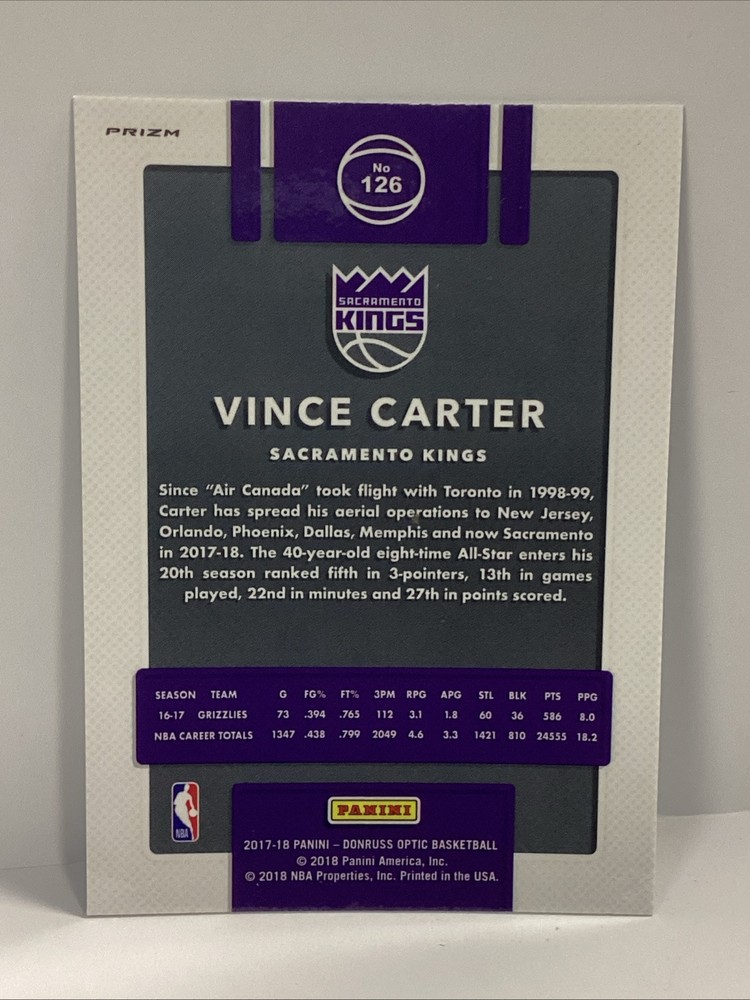 PRIZM
No
126
SACRAMENTO
KINGS
VINCE CARTER
SACRAMENTO KINGS
Since “Air Canada” took flight with Toronto in 1998-99,
Carter has spread his aerial operations to New Jersey,
Orlando, Phoenix, Dallas, Memphis and now Sacramento
in 2017-18. The 40-year-old eight-time All-Star enters his
20th season ranked fifth in 3-pointers, 13th in games
played, 22nd in minutes and 27th in points scored.
SEASON TEAM G FG% FT% 3PM RPG APG STL BLK PTS PPG
16-17 GRIZZLIES 73 .394 .765 112 3.1 1.8 60 36 586 8.0
NBA CAREER TOTALS 1347 .438 .799 2049 4.6 3.3 1421 810 24555 18.2
NBA
PANINI
2017-18 PANINI – DONRUSS OPTIC BASKETBALL
© 2018 Panini America, Inc.
© 2018 NBA Properties, Inc. Printed in the USA.